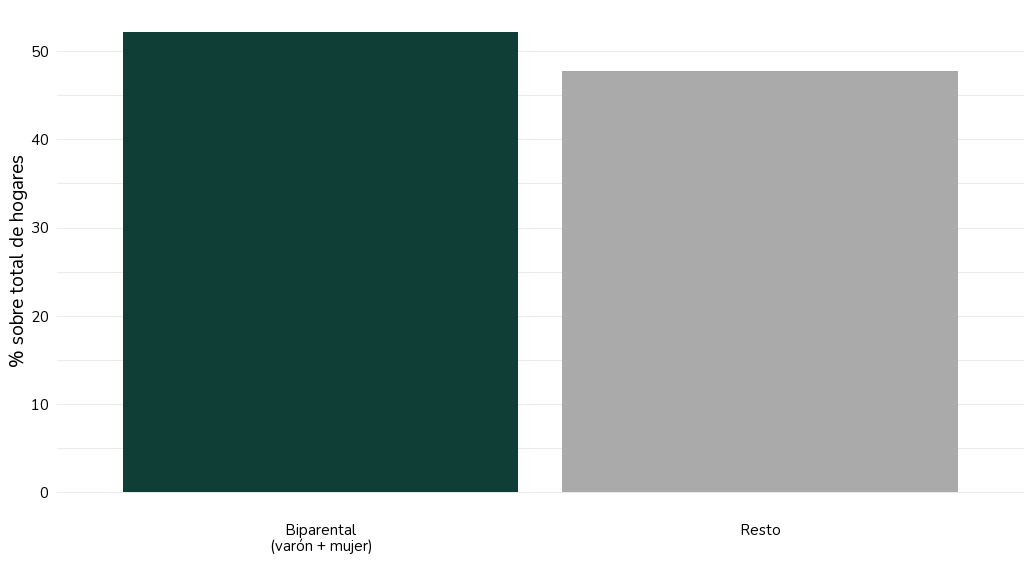 % sobre total de hogares
50
40
30
20
10
0
Biparental
(varón + mujer)
Resto